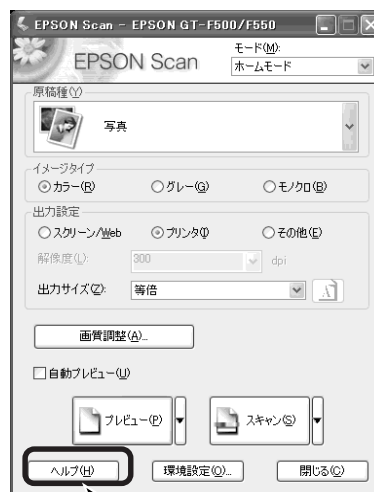 EPSON Scan - EPSON GT-F500/F550
EPSON Scan
モード(M):
ホームモード
原稿種(Y)
写真
イメージタイプ
カラー(R) グレー(G) モノクロ(B)
出力設定
スクリーン/Web プリンタ(I) その他(E)
解像度(L): 300 dpi
出力サイズ(Z): 等倍 A
画質調整(A)...
自動プレビュー(U)
プレビュー(P) スキャン(S)
ヘルプ(H) 環境設定(O)... 閉じる(C)